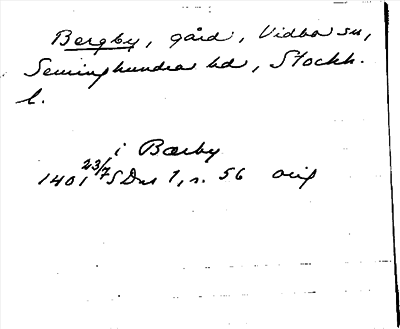 Bergby, gård, Vidbo sn,
Seminghundra hd, Stockh.
l.
i Bærby
1401 23/7 SDns 1, s. 56 orig